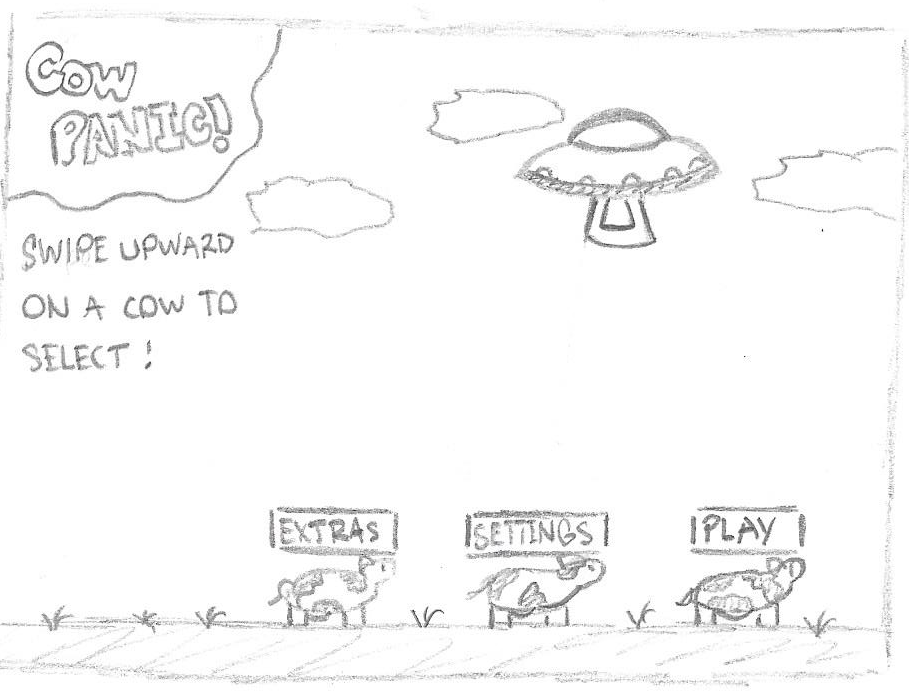 COW
PANIC!
SWIPE UPWARD
ON A COW TO
SELECT!
EXTRAS
SETTINGS
PLAY